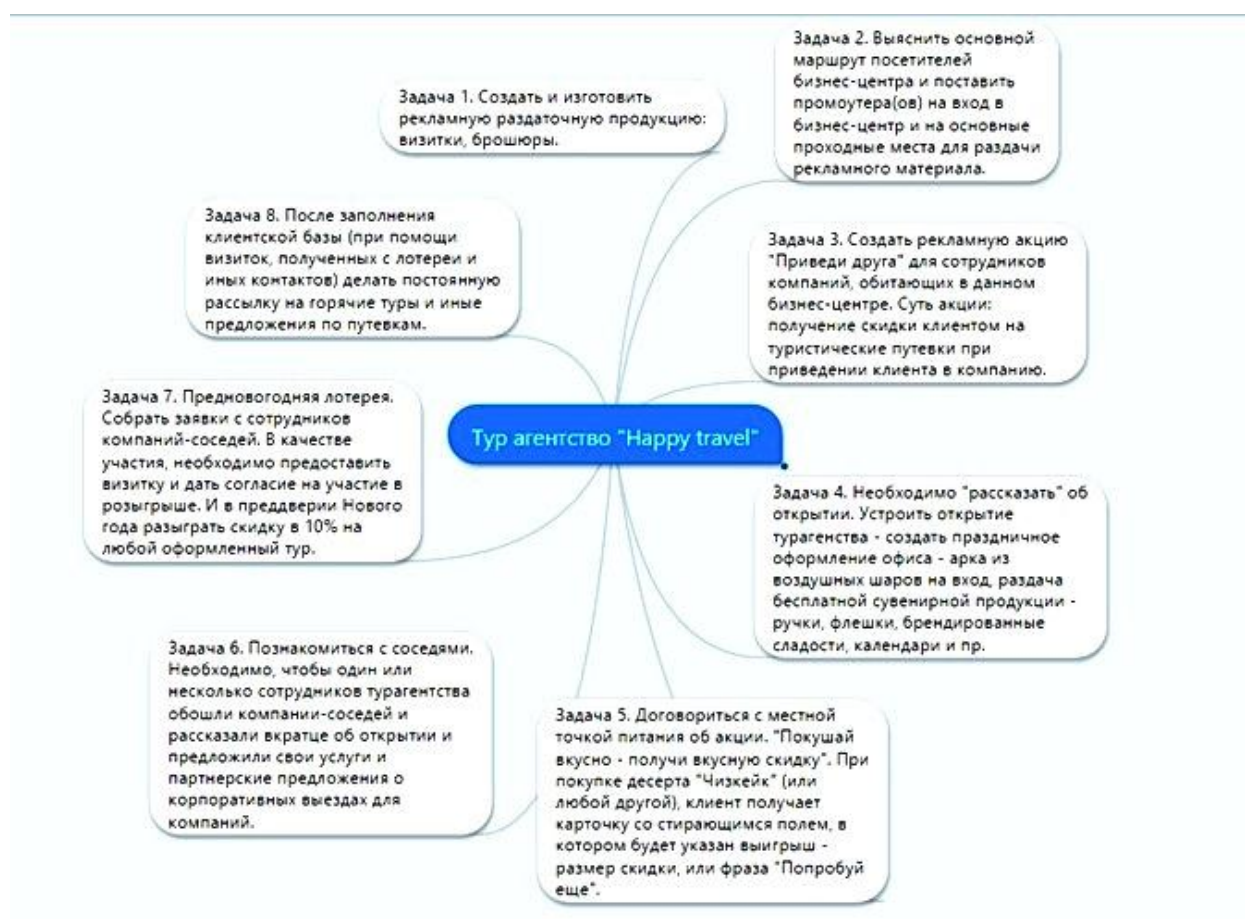 Задача 1. Создать и изготовить
рекламную раздаточную продукцию:
визитки, брошюры.
Задача 2. Выяснить основной
маршрут посетителей
бизнес-центра и поставить
промоутера(ов) на вход в
бизнес-центр и на основные
проходные места для раздачи
рекламного материала.
Задача 3. Создать рекламную акцию
"Приведи друга" для сотрудников
компаний, обитающих в данном
бизнес-центре. Суть акции:
получение скидки клиентом на
туристические путевки при
приведении клиента в компанию.
Тур агентство "Happy travel"
Задача 4. Необходимо "рассказать" об
открытии. Устроить открытие
турагенства - создать праздничное
оформление офиса - арка из
воздушных шаров на вход, раздача
бесплатной сувенирной продукции -
ручки, флешки, брендированные
сладости, календари и пр.
Задача 5. Договориться с местной
точкой питания об акции. "Покушай
вкусно - получи вкусную скидку". При
покупке десерта "Чизкейк" (или
любой другой), клиент получает
карточку со стирающимся полем, в
котором будет указан выигрыш -
размер скидки, или фраза "Попробуй
еще".
Задача 6. Познакомиться с соседями.
Необходимо, чтобы один или
несколько сотрудников турагентства
обошли компании-соседей и
рассказали вкратце об открытии и
предложили свои услуги и
партнерские предложения о
корпоративных выездах для
компаний.
Задача 7. Предновогодняя лотерея.
Собрать заявки с сотрудников
компаний-соседей. В качестве
участия, необходимо предоставить
визитку и дать согласие на участие в
розыгрыше. И в преддверии Нового
года разыграть скидку в 10% на
любой оформленный тур.
Задача 8. После заполнения
клиентской базы (при помощи
визиток, полученных с лотереи и
иных контактов) делать постоянную
рассылку на горячие туры и иные
предложения по путевкам.